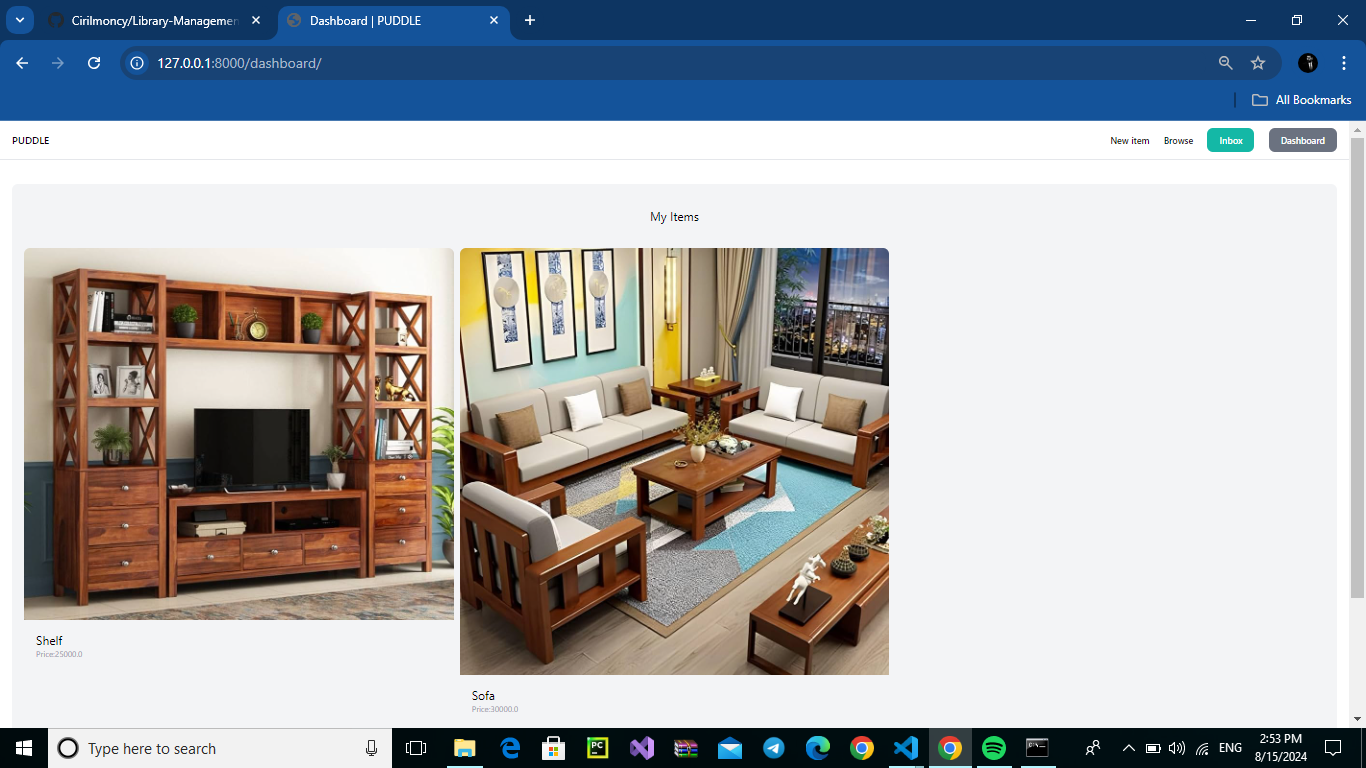 Cirilmoncy/Library-Managemen
Dashboard | PUDDLE
127.0.0.1:8000/dashboard/
All Bookmarks
PUDDLE
New item
Browse
Inbox
Dashboard
My Items
Shelf
Price:25000.0
Sofa
Price:30000.0
Type here to search
PC
ENG
2:53 PM
8/15/2024